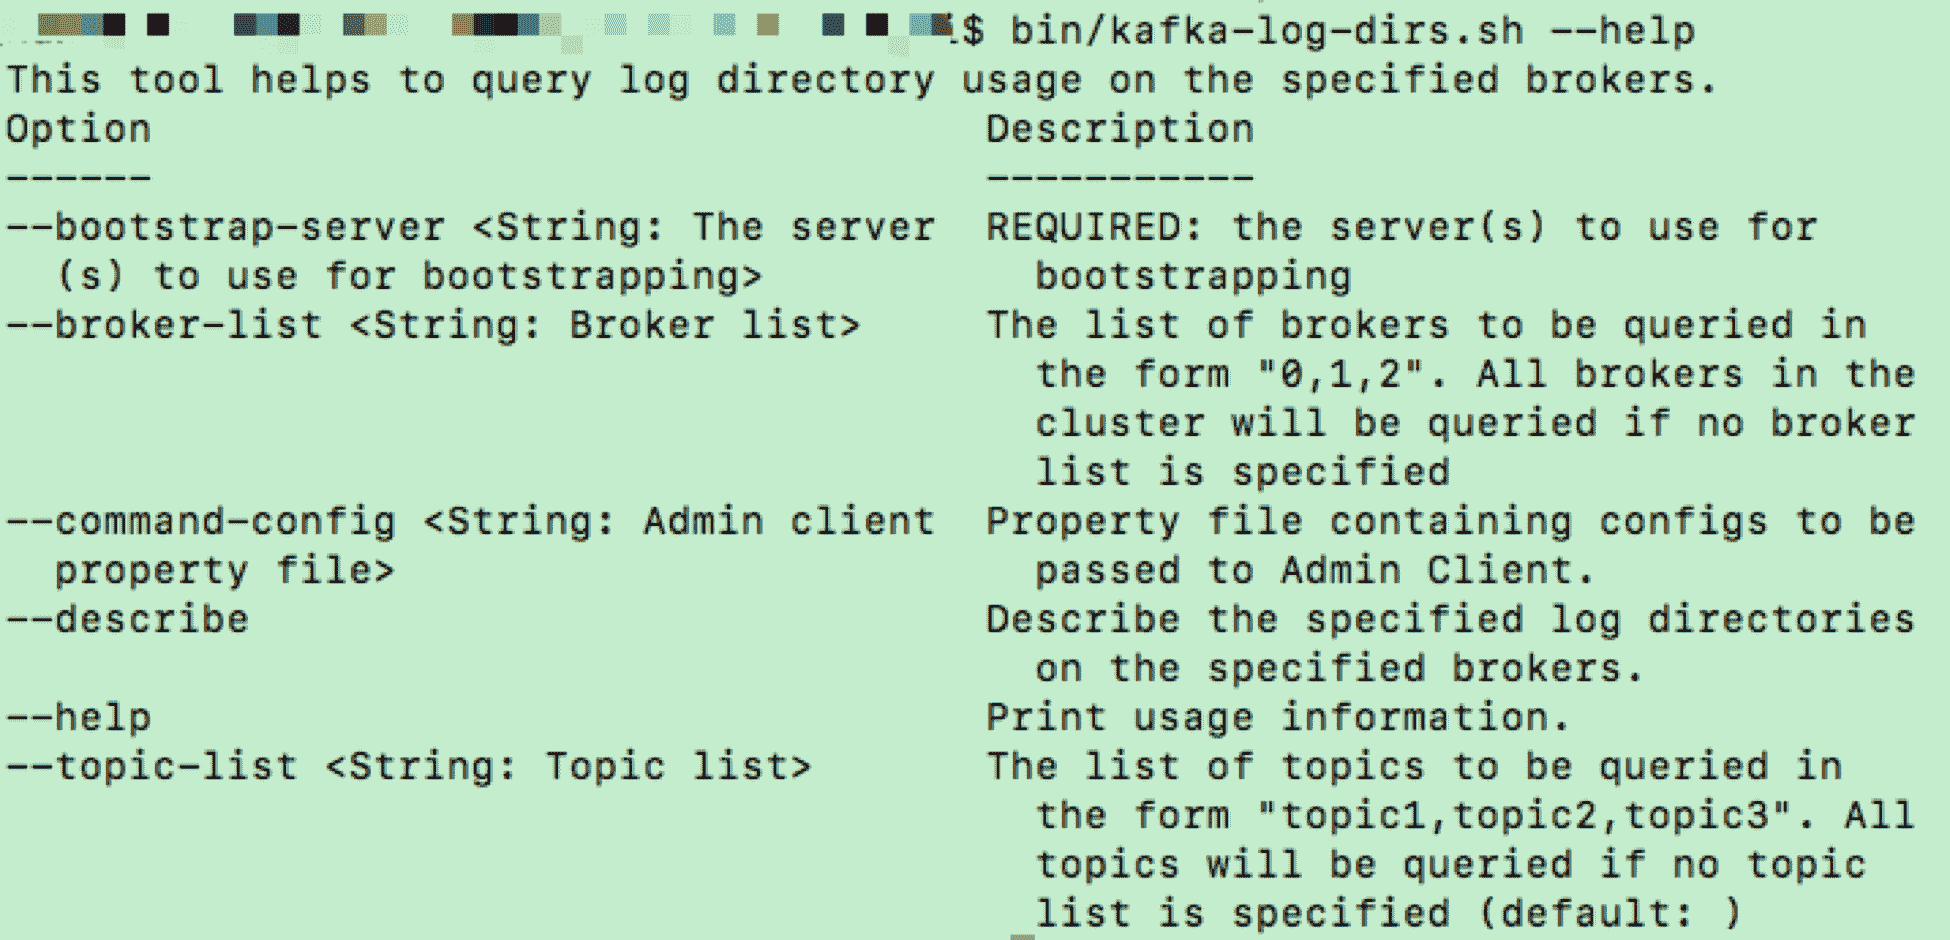 $ bin/kafka-log-dirs.sh --help
This tool helps to query log directory usage on the specified brokers.
Option                                  Description
------                                  -----------
--bootstrap-server <String: The server  REQUIRED: the server(s) to use for
  (s) to use for bootstrapping>           bootstrapping
--broker-list <String: Broker list>     The list of brokers to be queried in
                                          the form "0,1,2". All brokers in the
                                          cluster will be queried if no broker
                                          list is specified
--command-config <String: Admin client  Property file containing configs to be
  property file>                          passed to Admin Client.
--describe                              Describe the specified log directories
                                          on the specified brokers.
--help                                  Print usage information.
--topic-list <String: Topic list>       The list of topics to be queried in
                                          the form "topic1,topic2,topic3". All
                                          topics will be queried if no topic
                                          list is specified (default: )